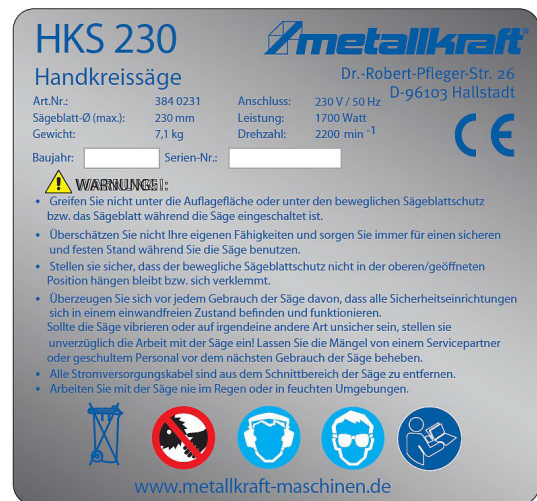 HKS 230
metallkraft®
Handkreissäge
Dr.-Robert-Pfleger-Str. 26
D-96103 Hallstadt
Art.Nr.: 384 0231 Anschluss: 230 V / 50 Hz
Sägeblatt-Ø (max.): 230 mm Leistung: 1700 Watt
Gewicht: 7,1 kg Drehzahl: 2200 min -1
CE
Baujahr: Serien-Nr.:
WARNUNG!:
• Greifen Sie nicht unter die Auflagefläche oder unter den beweglichen Sägeblattschutz
bzw. das Sägeblatt während die Säge eingeschaltet ist.
• Überschätzen Sie nicht Ihre eigenen Fähigkeiten und sorgen Sie immer für einen sicheren
und festen Stand während Sie die Säge benutzen.
• Stellen sie sicher, dass der bewegliche Sägeblattschutz nicht in der oberen/geöffneten
Position hängen bleibt bzw. sich verklemmt.
• Überzeugen Sie sich vor jedem Gebrauch der Säge davon, dass alle Sicherheitseinrichtungen
sich in einem einwandfreien Zustand befinden und funktionieren.
Sollte die Säge vibrieren oder auf irgendeine andere Art unsicher sein, stellen sie
unverzüglich die Arbeit mit der Säge ein! Lassen Sie die Mängel von einem Servicepartner
oder geschultem Personal vor dem nächsten Gebrauch der Säge beheben.
• Alle Stromversorgungskabel sind aus dem Schnittbereich der Säge zu entfernen.
• Arbeiten Sie mit der Säge nie im Regen oder in feuchten Umgebungen.
www.metallkraft-maschinen.de